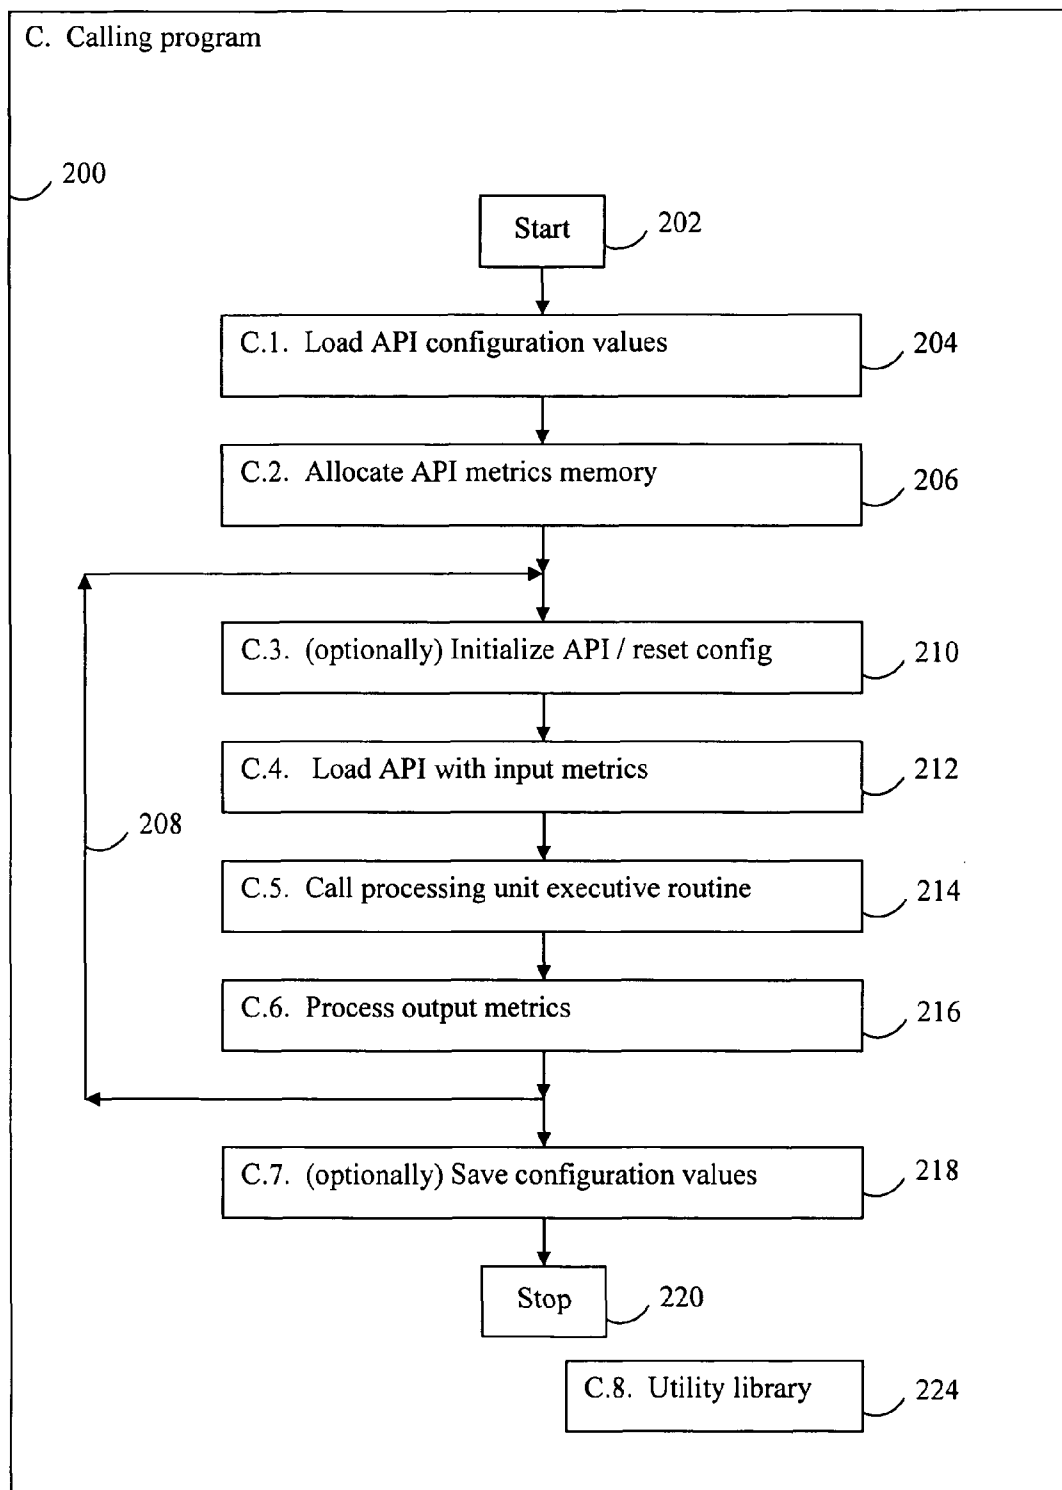 C. Calling program
200
Start
202
C.1. Load API configuration values
204
C.2. Allocate API metrics memory
206
C.3. (optionally) Initialize API / reset config
210
C.4. Load API with input metrics
212
208
C.5. Call processing unit executive routine
214
C.6. Process output metrics
216
C.7. (optionally) Save configuration values
218
Stop
220
C.8. Utility library
224